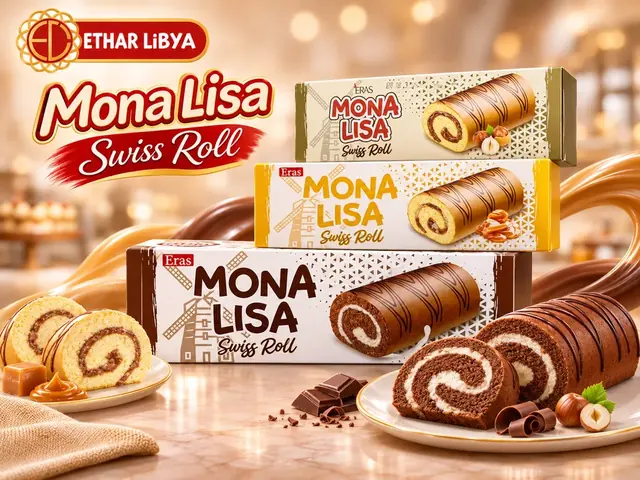 ETHAR LiBYA
Mona Lisa
Swiss Roll
ERAS
MONA
LISA
Swiss Roll
Eras
MONA
LISA
Swiss Roll
Eras
MONA
LISA
Swiss Roll